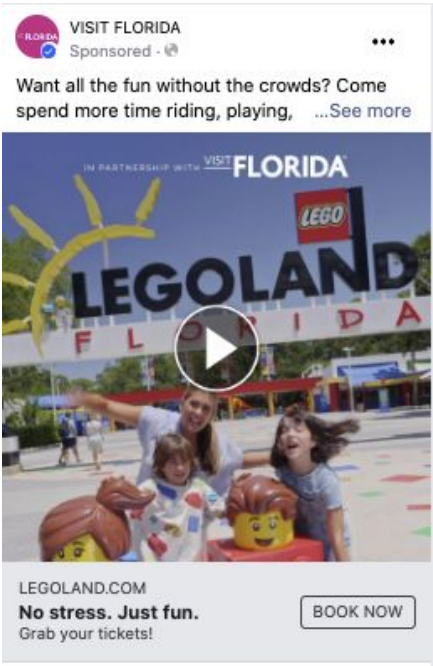 FLORIDA
VISIT FLORIDA
Sponsored ·
Want all the fun without the crowds? Come
spend more time riding, playing, ...See more
IN PARTNERSHIP WITH VISIT FLORIDA
LEGO
LEGOLAND
FLORIDA
LEGOLAND.COM
No stress. Just fun.
Grab your tickets!
BOOK NOW